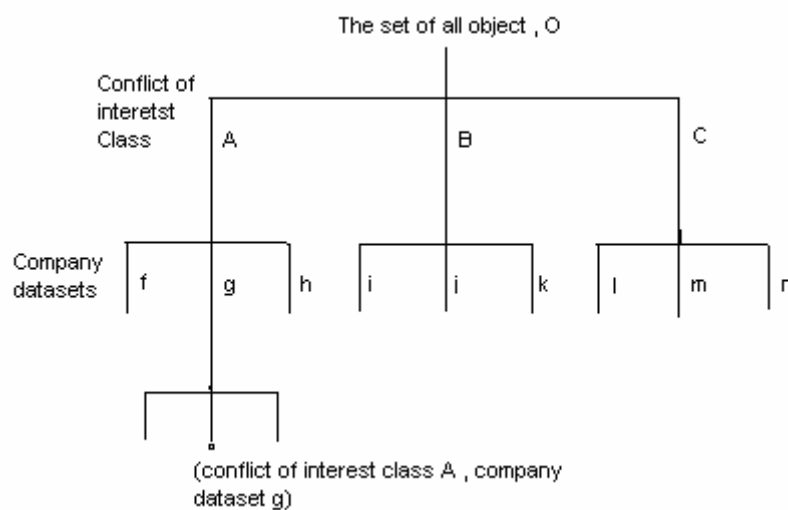 The set of all object , O
Conflict of
interetst
Class
A
B
C
Company
datasets
f
g
h
i
j
k
l
m
n
(conflict of interest class A , company
dataset g)